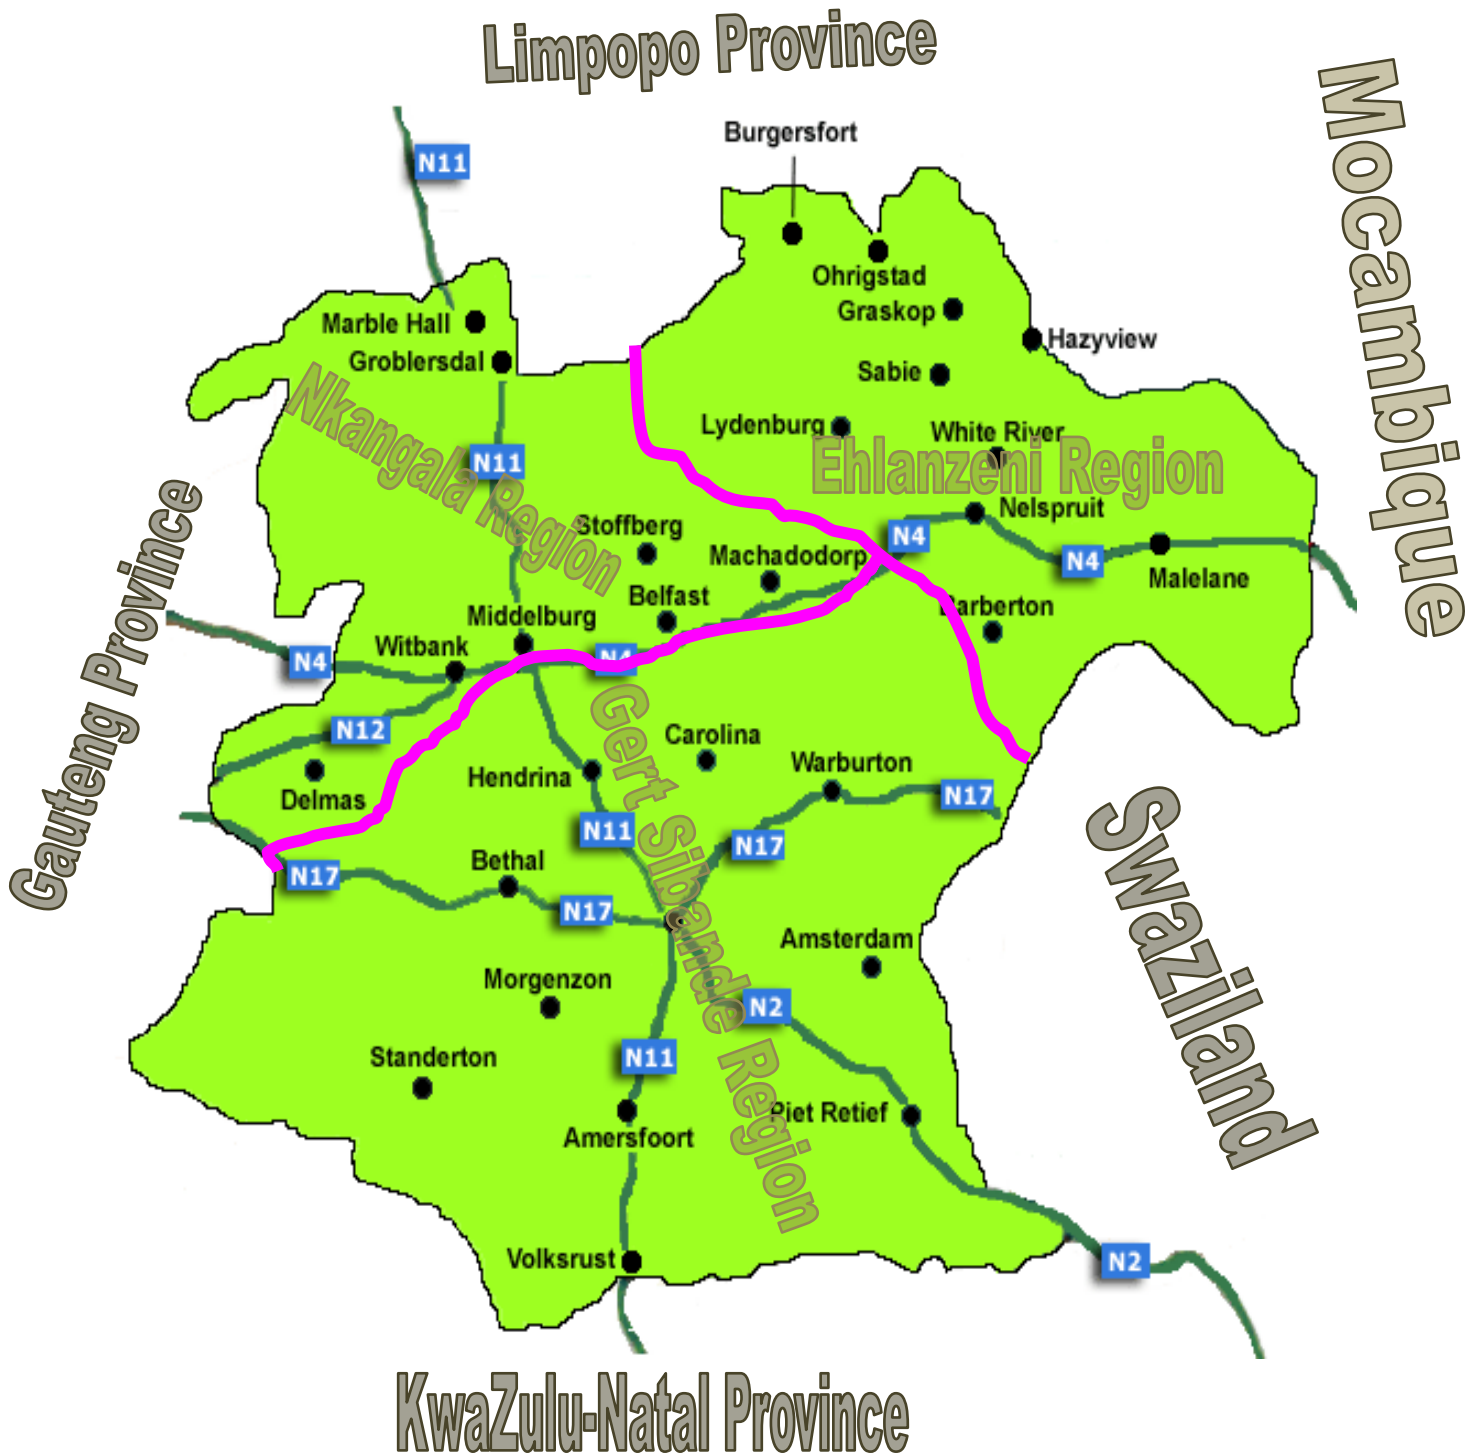 Limpopo Province
Mocambique
Burgersfort
N11
Ohrigstad
Graskop
Marble Hall
Hazyview
Groblersdal
Sabie
Nkangala Region
Lydenburg
White River
Ehlanzeni Region
N11
Gauteng Province
Nelspruit
Stoffberg
N4
Machadodorp
N4
Malelane
Belfast
Barberton
Middelburg
Witbank
N4
N4
Gert Sibande Region
N12
Carolina
Warburton
Hendrina
Delmas
N17
Swaziland
N11
N17
Bethal
N17
N17
Amsterdam
Morgenzon
N2
Standerton
N11
Piet Retief
Amersfoort
Volksrust
N2
KwaZulu-Natal Province